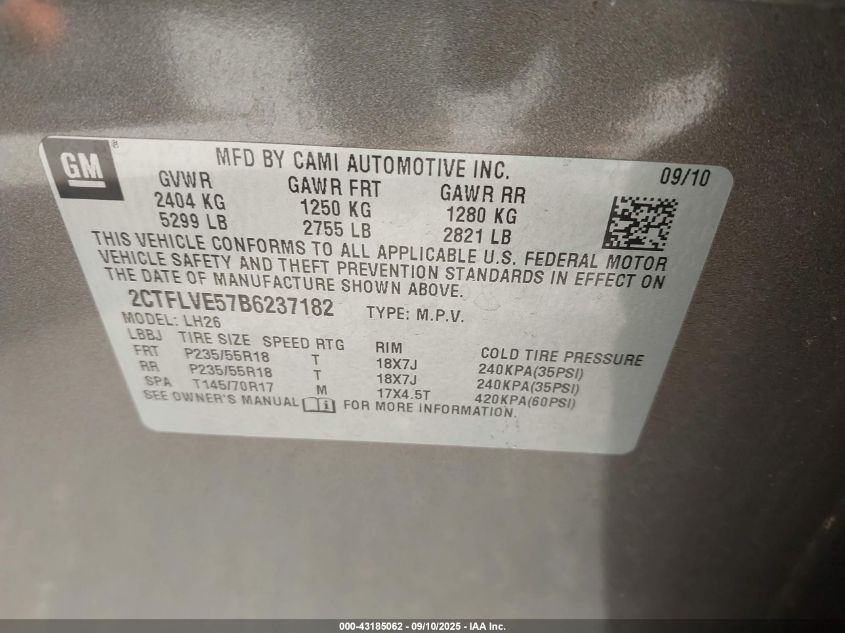 GM ®
MFD BY CAMI AUTOMOTIVE INC. 09/10
GVWR GAWR FRT GAWR RR
2404 KG 1250 KG 1280 KG
5299 LB 2755 LB 2821 LB
THIS VEHICLE CONFORMS TO ALL APPLICABLE U.S. FEDERAL MOTOR
VEHICLE SAFETY AND THEFT PREVENTION STANDARDS IN EFFECT ON
THE DATE OF MANUFACTURE SHOWN ABOVE.
2CTFLVE57B6237182 TYPE: M.P.V.
MODEL: LH26
LBBJ TIRE SIZE SPEED RTG RIM COLD TIRE PRESSURE
FRT P235/55R18 T 18X7J 240KPA(35PSI)
RR P235/55R18 T 18X7J 240KPA(35PSI)
SPA T145/70R17 M 17X4.5T 420KPA(60PSI)
SEE OWNER'S MANUAL i FOR MORE INFORMATION.
000-43185062 - 09/10/2025 - IAA Inc.